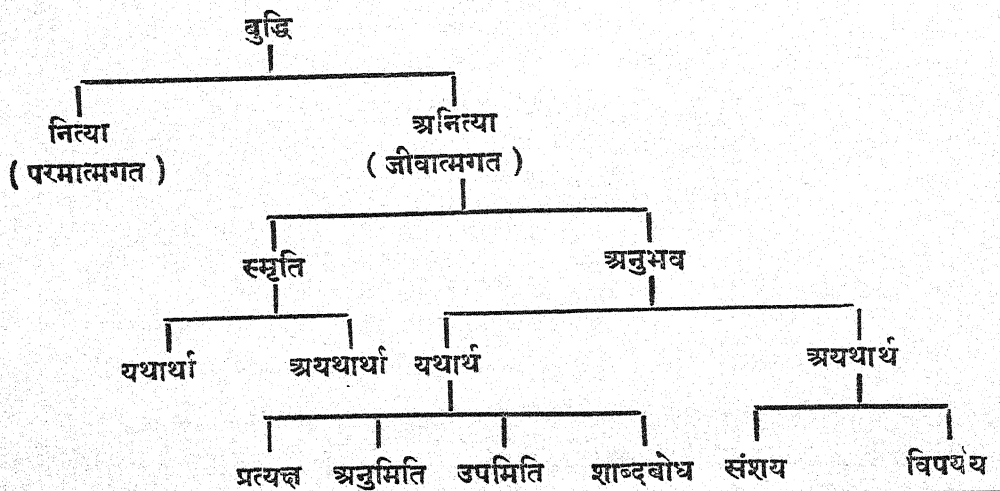 बुद्धि
नित्या अनित्या
( परमात्मगत ) ( जीवात्मगत )
स्मृति अनुभव
यथार्था अयथार्था यथार्थ अयथार्थ
प्रत्यक्ष अनुमिति उपमिति शाब्दबोध संशय विपर्यय